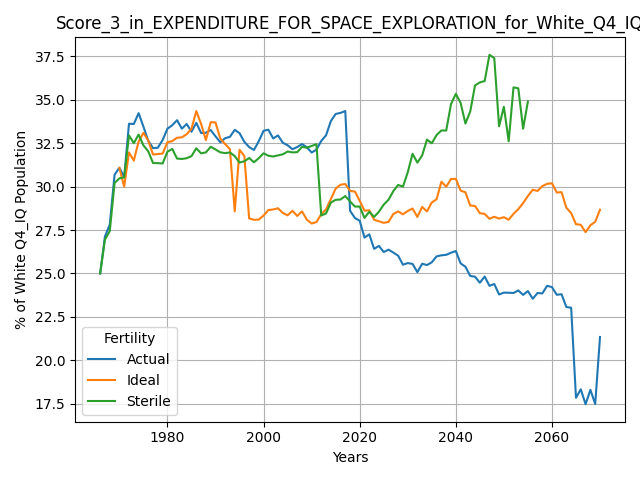 Score_3_in_EXPENDITURE_FOR_SPACE_EXPLORATION_for_White_Q4_IQ
37.5
35.0
32.5
30.0
27.5
25.0
22.5
20.0
17.5
% of White Q4_IQ Population
Fertility
Actual
Ideal
Sterile
1980
2000
2020
2040
2060
Years